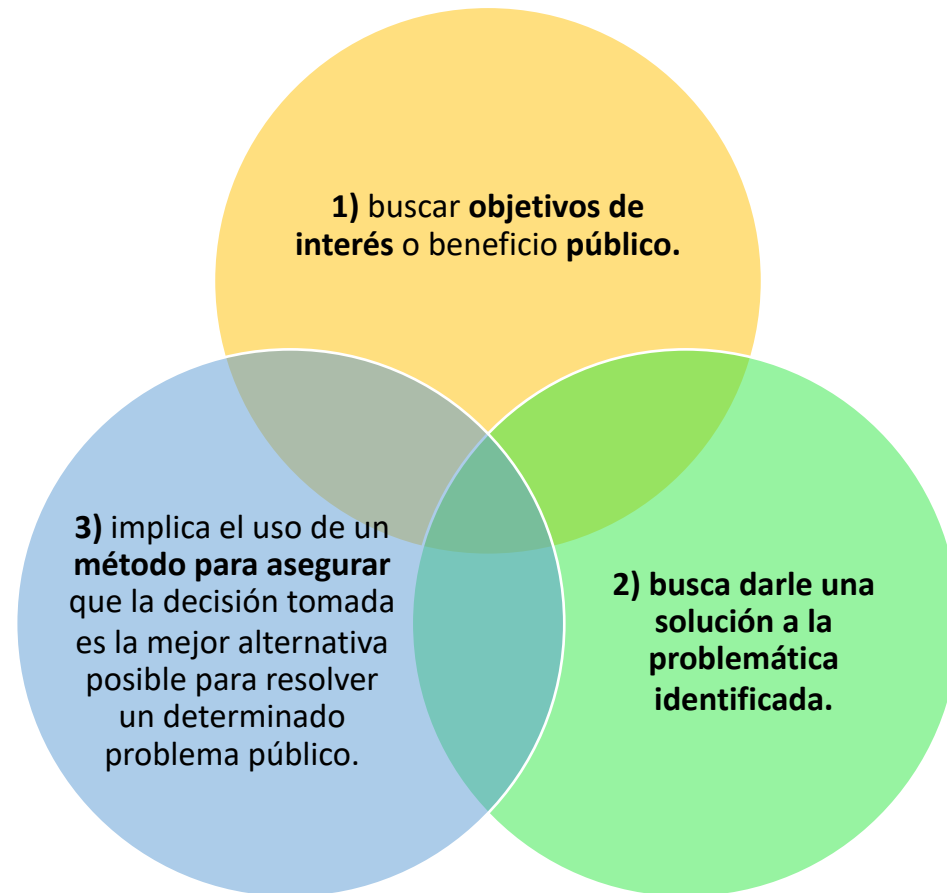 1) buscar objetivos de
interés o beneficio público.
3) implica el uso de un
método para asegurar
que la decisión tomada
es la mejor alternativa
posible para resolver
un determinado
problema público.
2) busca darle una
solución a la
problemática
identificada.